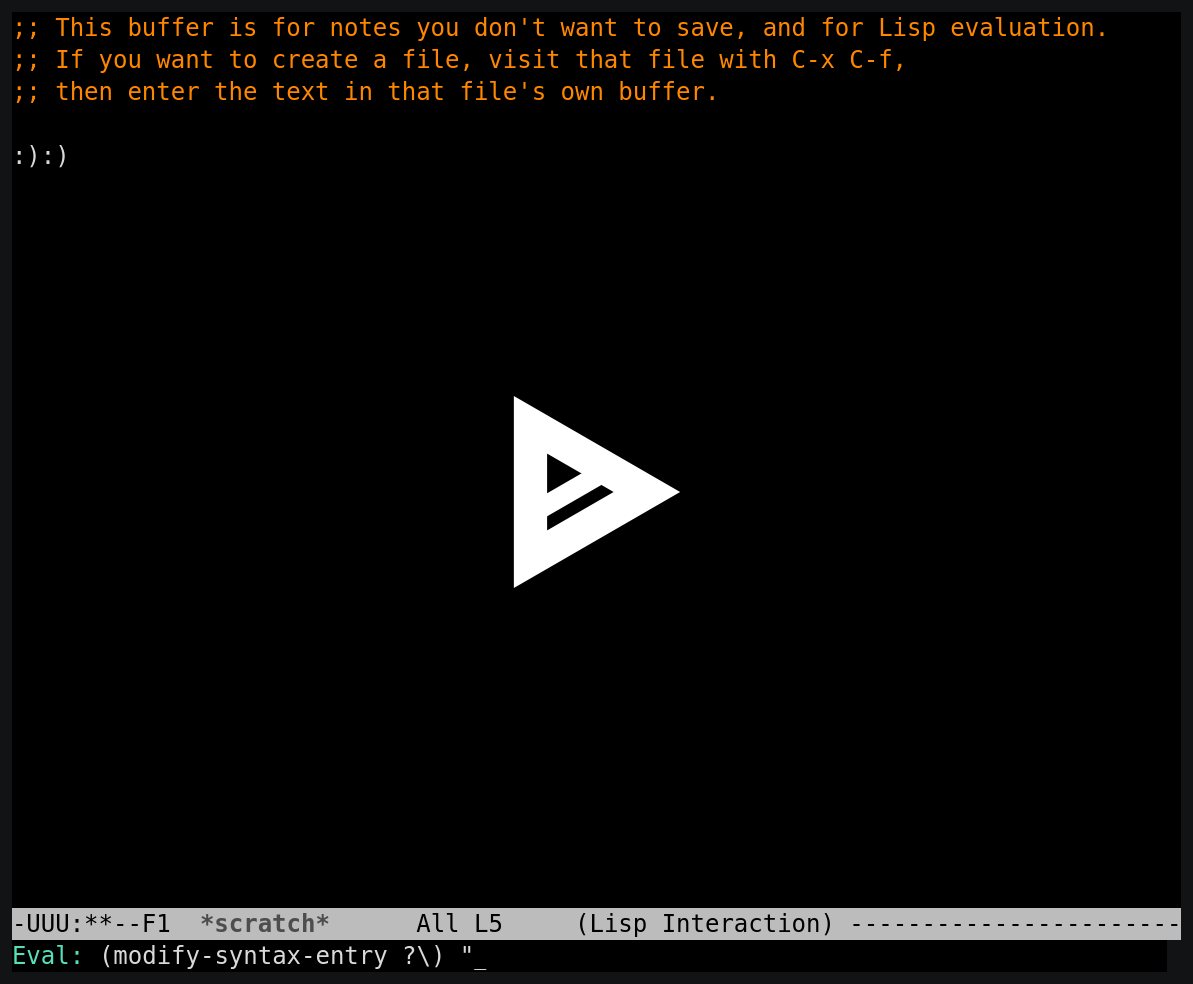 ;; This buffer is for notes you don't want to save, and for Lisp evaluation.
;; If you want to create a file, visit that file with C-x C-f,
;; then enter the text in that file's own buffer.
:):)
-UUU:**--F1  *scratch*      All L5     (Lisp Interaction) -----------------------
Eval: (modify-syntax-entry ?\) "_